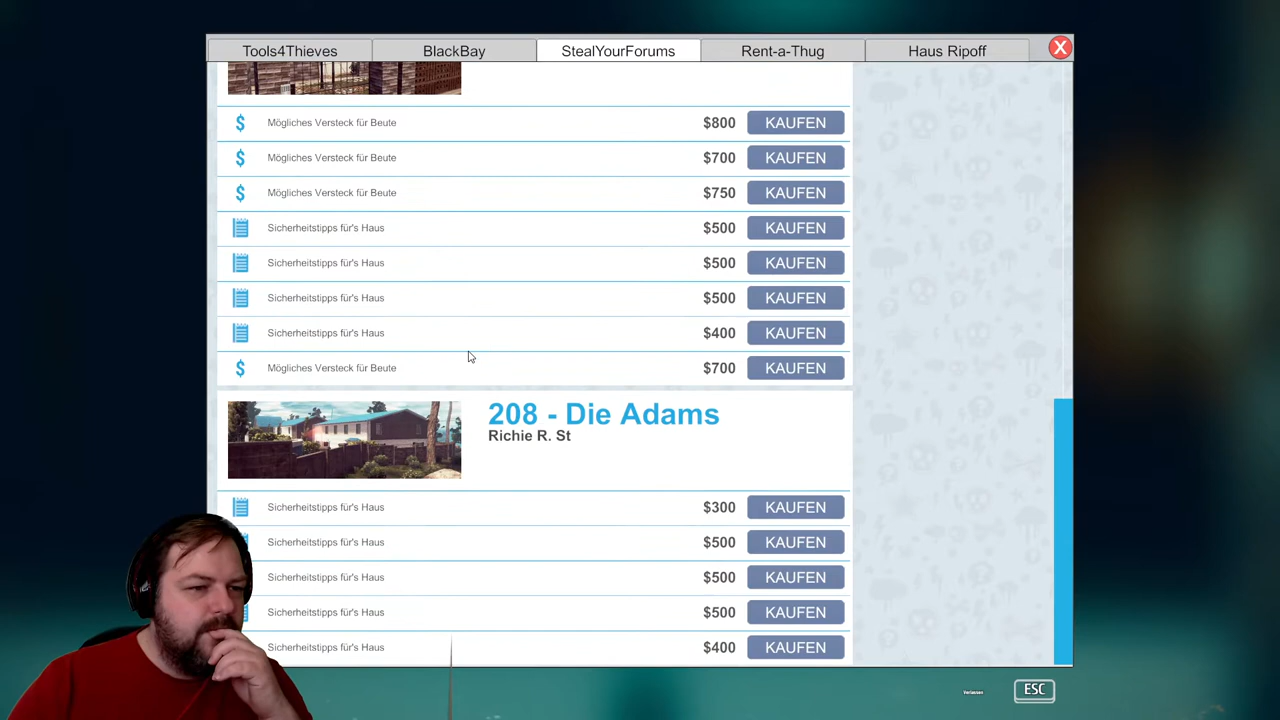 Tools4Thieves BlackBay StealYourForums Rent-a-Thug Haus Ripoff X
$ Mögliches Versteck für Beute $800 KAUFEN
$ Mögliches Versteck für Beute $700 KAUFEN
$ Mögliches Versteck für Beute $750 KAUFEN
Sicherheitstipps für's Haus $500 KAUFEN
Sicherheitstipps für's Haus $500 KAUFEN
Sicherheitstipps für's Haus $500 KAUFEN
Sicherheitstipps für's Haus $400 KAUFEN
$ Mögliches Versteck für Beute $700 KAUFEN
208 - Die Adams
Richie R. St
Sicherheitstipps für's Haus $300 KAUFEN
Sicherheitstipps für's Haus $500 KAUFEN
Sicherheitstipps für's Haus $500 KAUFEN
Sicherheitstipps für's Haus $500 KAUFEN
Sicherheitstipps für's Haus $400 KAUFEN
Verlassen ESC